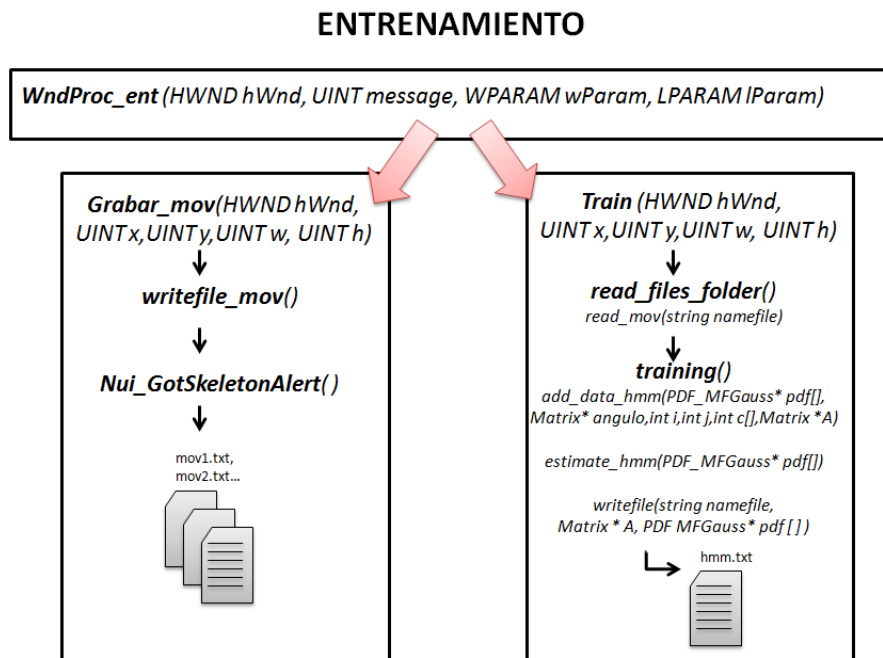 ENTRENAMIENTO
WndProc_ent (HWND hWnd, UINT message, WPARAM wParam, LPARAM lParam)
Grabar_mov(HWND hWnd,
UINT x,UINT y,UINT w, UINT h)
writefile_mov()
Nui_GotSkeletonAlert( )
mov1.txt,
mov2.txt...
Train (HWND hWnd,
UINT x,UINT y,UINT w, UINT h)
read_files_folder()
read_mov(string namefile)
training()
add_data_hmm(PDF_MFGauss* pdf[],
Matrix* angulo,int i,int j,int c[],Matrix *A)
estimate_hmm(PDF_MFGauss* pdf[])
writefile(string namefile,
Matrix * A, PDF MFGauss* pdf [ ] )
hmm.txt